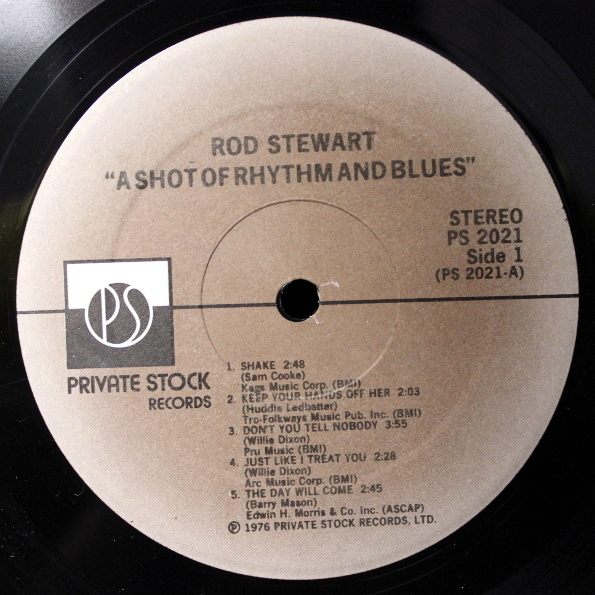 ROD STEWART
"A SHOT OF RHYTHM AND BLUES"
STEREO
PS 2021
Side 1
(PS 2021-A)
PS
PRIVATE STOCK
RECORDS
1. SHAKE 2:48
(Sam Cooke)
Kags Music Corp. (BMI)
2. KEEP YOUR HANDS OFF HER 2:03
(Huddie Ledbetter)
Tro-Folkways Music Pub. Inc. (BMI)
3. DON'T YOU TELL NOBODY 3:55
(Willie Dixon)
Pru Music (BMI)
4. JUST LIKE I TREAT YOU 2:28
(Willie Dixon)
Arc Music Corp. (BMI)
5. THE DAY WILL COME 2:45
(Barry Mason)
Edwin H. Morris & Co. Inc. (ASCAP)
℗ 1976 PRIVATE STOCK RECORDS, LTD.